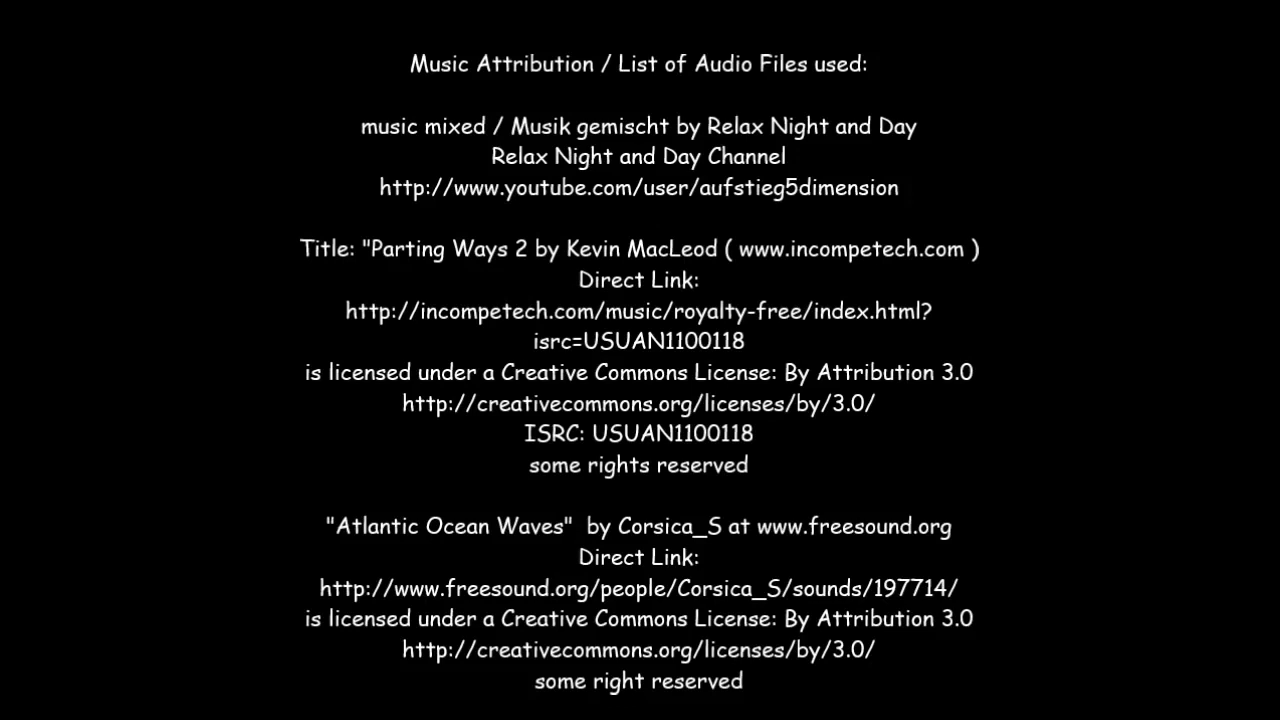 Music Attribution / List of Audio Files used:
music mixed / Musik gemischt by Relax Night and Day
Relax Night and Day Channel
http://www.youtube.com/user/aufstieg5dimension
Title: "Parting Ways 2 by Kevin MacLeod ( www.incompetech.com )
Direct Link:
http://incompetech.com/music/royalty-free/index.html?
isrc=USUAN1100118
is licensed under a Creative Commons License: By Attribution 3.0
http://creativecommons.org/licenses/by/3.0/
ISRC: USUAN1100118
some rights reserved
"Atlantic Ocean Waves"  by Corsica_S at www.freesound.org
Direct Link:
http://www.freesound.org/people/Corsica_S/sounds/197714/
is licensed under a Creative Commons License: By Attribution 3.0
http://creativecommons.org/licenses/by/3.0/
some right reserved